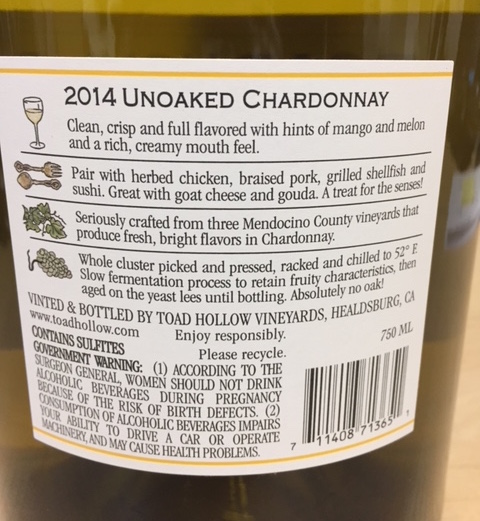 2014 UNOAKED CHARDONNAY
Clean, crisp and full flavored with hints of mango and melon
and a rich, creamy mouth feel.
Pair with herbed chicken, braised pork, grilled shellfish and
sushi. Great with goat cheese and gouda. A treat for the senses!
Seriously crafted from three Mendocino County vineyards that
produce fresh, bright flavors in Chardonnay.
Whole cluster picked and pressed, racked and chilled to 52° F.
Slow fermentation process to retain fruity characteristics, then
aged on the yeast lees until bottling. Absolutely no oak!
VINTED & BOTTLED BY TOAD HOLLOW VINEYARDS, HEALDSBURG, CA
www.toadhollow.com Enjoy responsibly. 750 ML
CONTAINS SULFITES Please recycle.
GOVERNMENT WARNING: (1) ACCORDING TO THE
SURGEON GENERAL, WOMEN SHOULD NOT DRINK
ALCOHOLIC BEVERAGES DURING PREGNANCY
BECAUSE OF THE RISK OF BIRTH DEFECTS. (2)
CONSUMPTION OF ALCOHOLIC BEVERAGES IMPAIRS
YOUR ABILITY TO DRIVE A CAR OR OPERATE
MACHINERY, AND MAY CAUSE HEALTH PROBLEMS.
7 11408 71365 1